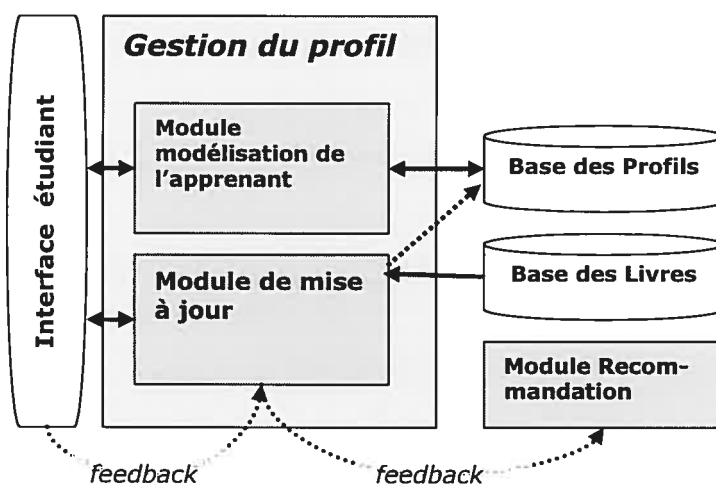 Gestion du profil
Interface étudiant
Module
modélisation de
l'apprenant
Base des Profils
Module de mise
à jour
Base des Livres
Module Recom-
mandation
feedback
feedback